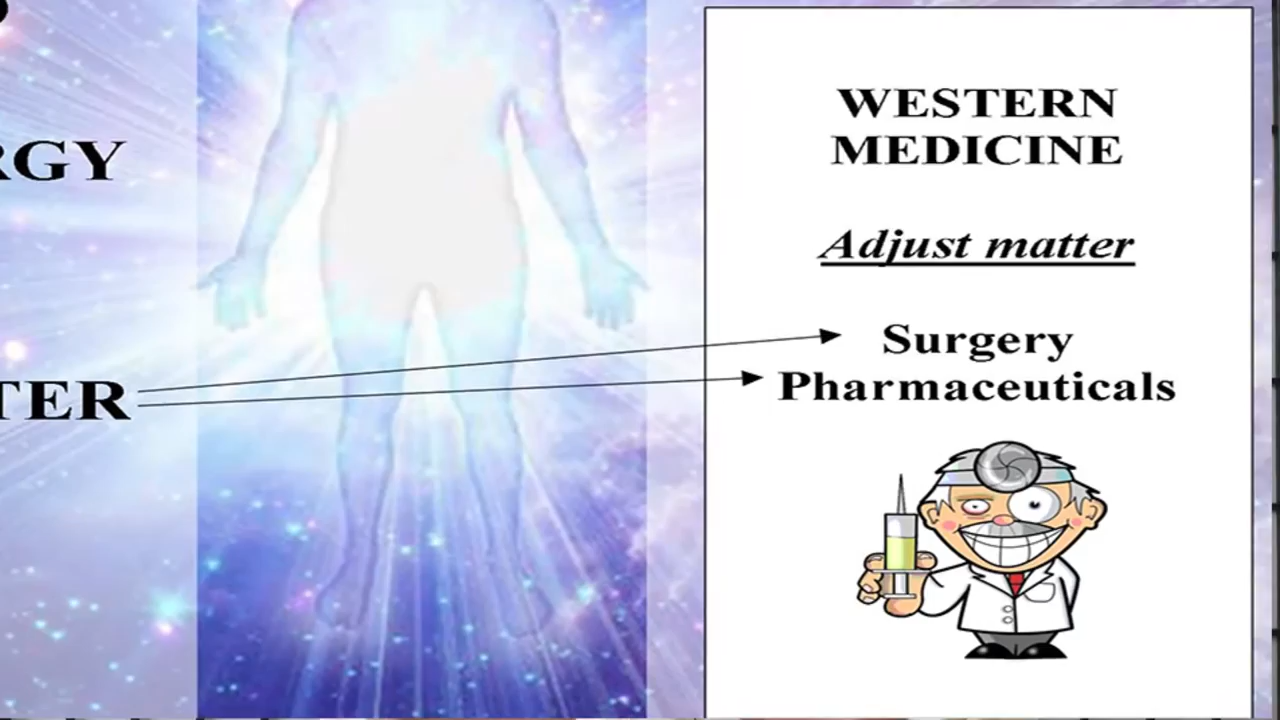 RGY
TER
WESTERN
MEDICINE
Adjust matter
Surgery
Pharmaceuticals